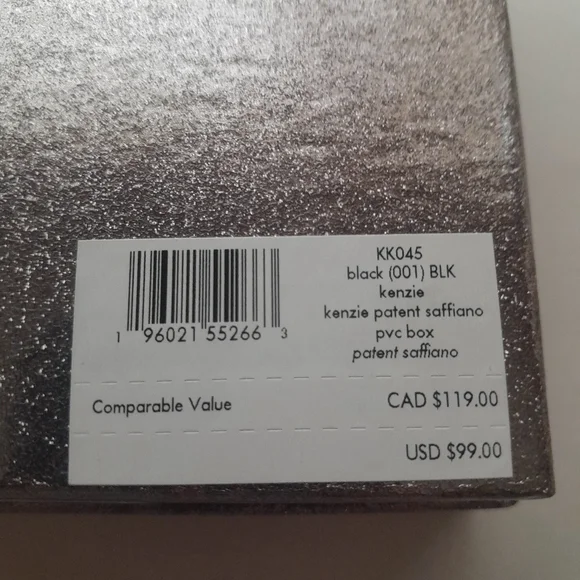 1 96021 55266 3
KK045
black (001) BLK
kenzie
kenzie patent saffiano
pvc box
patent saffiano
Comparable Value CAD $119.00
USD $99.00